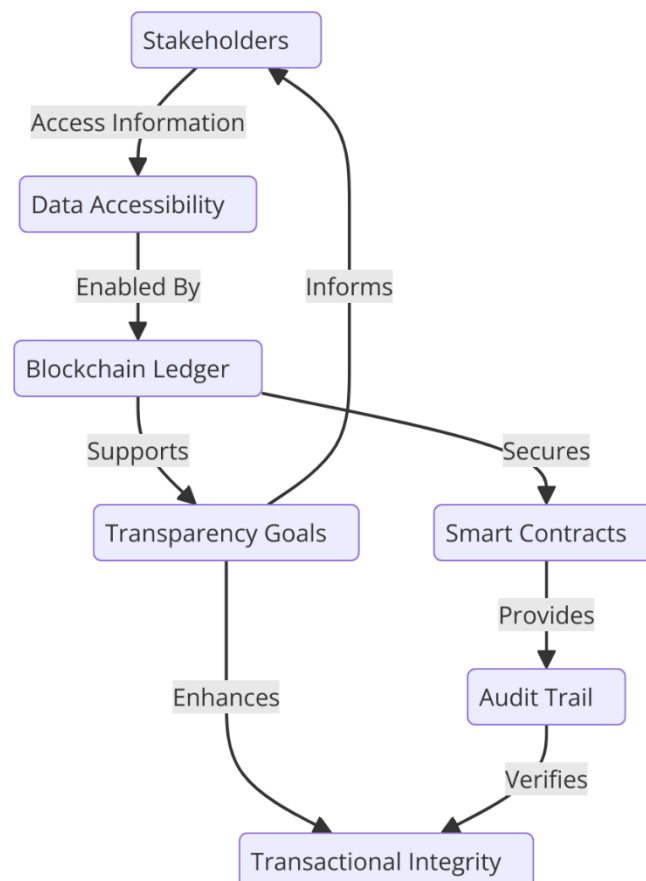 Stakeholders
Access Information
Data Accessibility
Enabled By
Informs
Blockchain Ledger
Supports
Secures
Transparency Goals
Smart Contracts
Provides
Enhances
Audit Trail
Verifies
Transactional Integrity